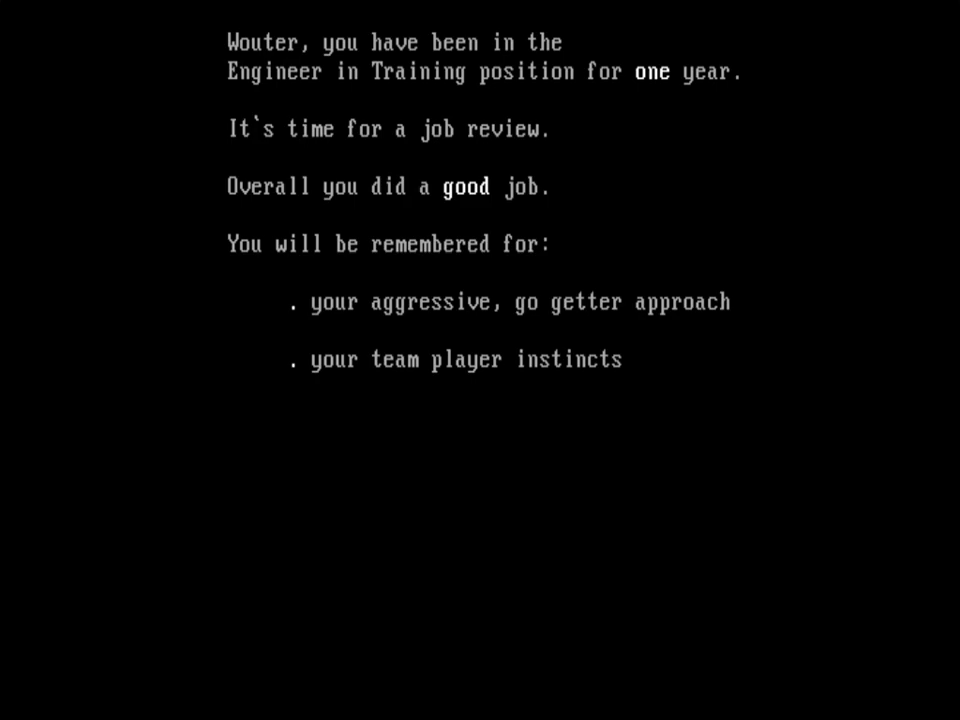 Wouter, you have been in the
Engineer in Training position for one year.
It`s time for a job review.
Overall you did a good job.
You will be remembered for:
. your aggressive, go getter approach
. your team player instincts